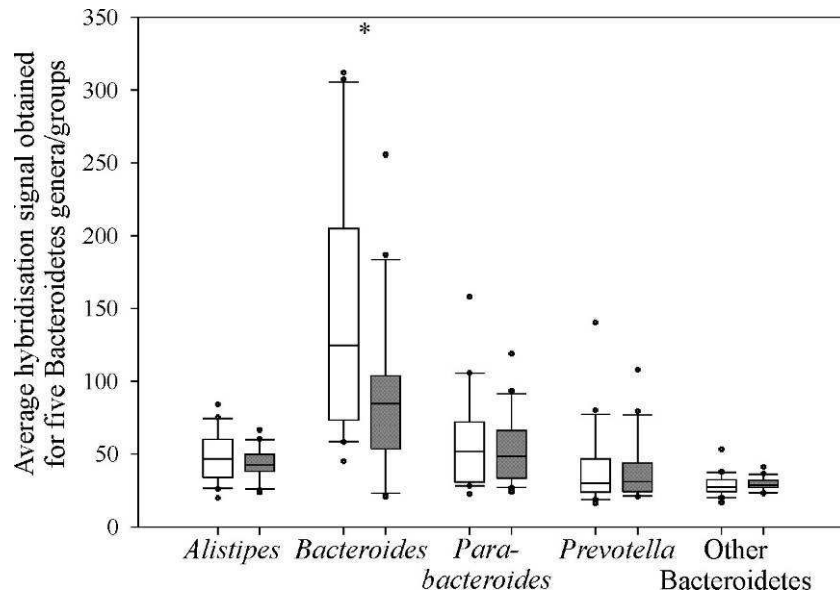 Average hybridisation signal obtained
for five Bacteroidetes genera/groups
350
300
250
200
150
100
50
0
*
Alistipes Bacteroides Para- Prevotella Other
bacteroides Bacteroidetes